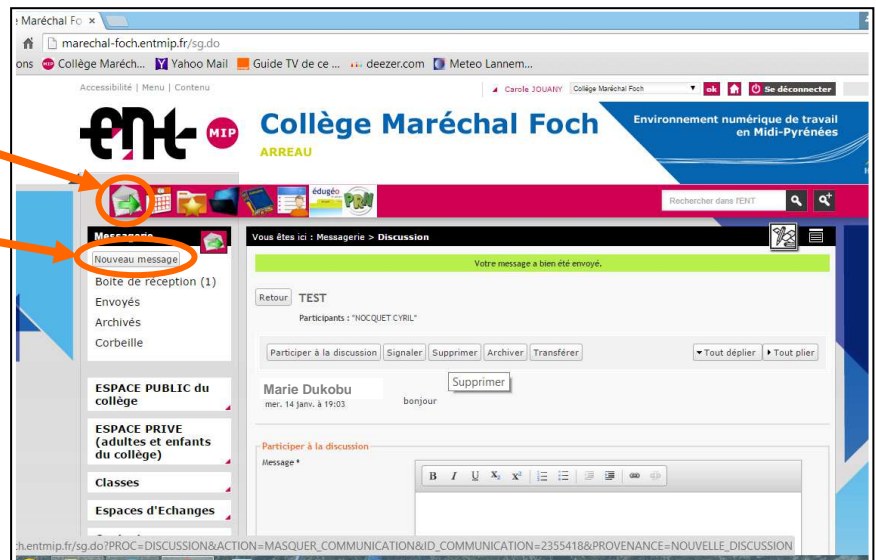 Maréchal Fo ×
marechal-foch.entmip.fr/sg.do
ons Collège Maréch... Yahoo Mail Guide TV de ce ... deezer.com Meteo Lannem...
Accessibilité | Menu | Contenu
Carole JOUANY Collège Maréchal Foch ok Se déconnecter
ent MIP
Collège Maréchal Foch
ARREAU
Environnement numérique de travail
en Midi-Pyrénées
édugéo
PRN
Rechercher dans l'ENT
Messagerie
Nouveau message
Boîte de réception (1)
Envoyés
Archivés
Corbeille
ESPACE PUBLIC du
collège
ESPACE PRIVE
(adultes et enfants
du collège)
Classes
Espaces d'Echanges
Vous êtes ici : Messagerie > Discussion
Votre message a bien été envoyé.
Retour TEST
Participants : "NOCQUET CYRIL"
Participer à la discussion Signaler Supprimer Archiver Transférer Tout déplier Tout plier
Supprimer
Marie Dukobu
mer. 14 janv. à 19:03 bonjour
Participer à la discussion
Message *
B I U X₂ X²
h.entmip.fr/sg.do?PROC=DISCUSSION&ACTION=MASQUER_COMMUNICATION&ID_COMMUNICATION=2355418&PROVENANCE=NOUVELLE_DISCUSSION